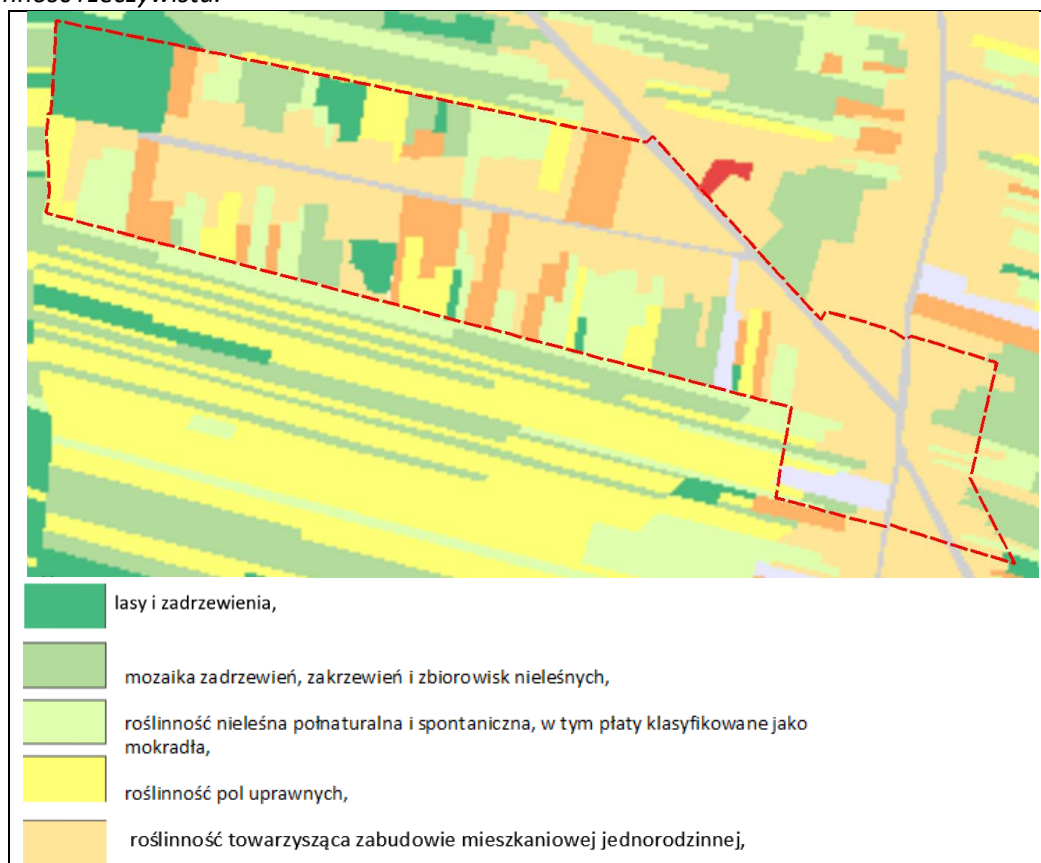 lasy i zadrzewienia,
mozaika zadrzewień, zakrzewień i zbiorowisk nieleśnych,
roślinność nieleśna połnaturalna i spontaniczna, w tym płaty klasyfikowane jako
mokradła,
roślinność pol uprawnych,
roślinność towarzysząca zabudowie mieszkaniowej jednorodzinnej,